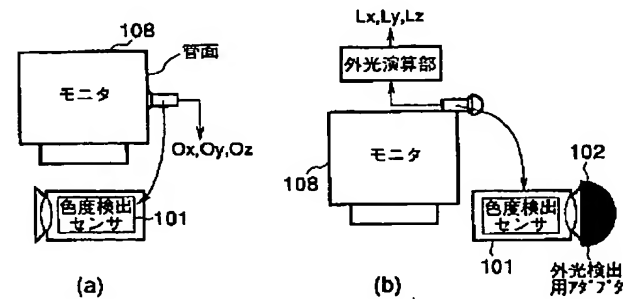 108
管面
モニタ
Ox,Oy,Oz
色度検出
センサ
101
(a)
Lx,Ly,Lz
外光演算部
モニタ
108
102
色度検出
センサ
101
外光検出
用アダプタ
(b)